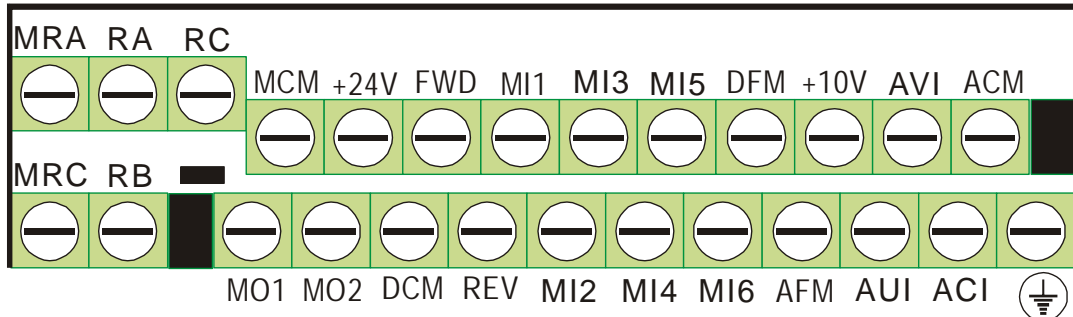 MRA RA RC
MCM +24V FWD MI1 MI3 MI5 DFM +10V AVI ACM
MRC RB
MO1 MO2 DCM REV MI2 MI4 MI6 AFM AUI ACI